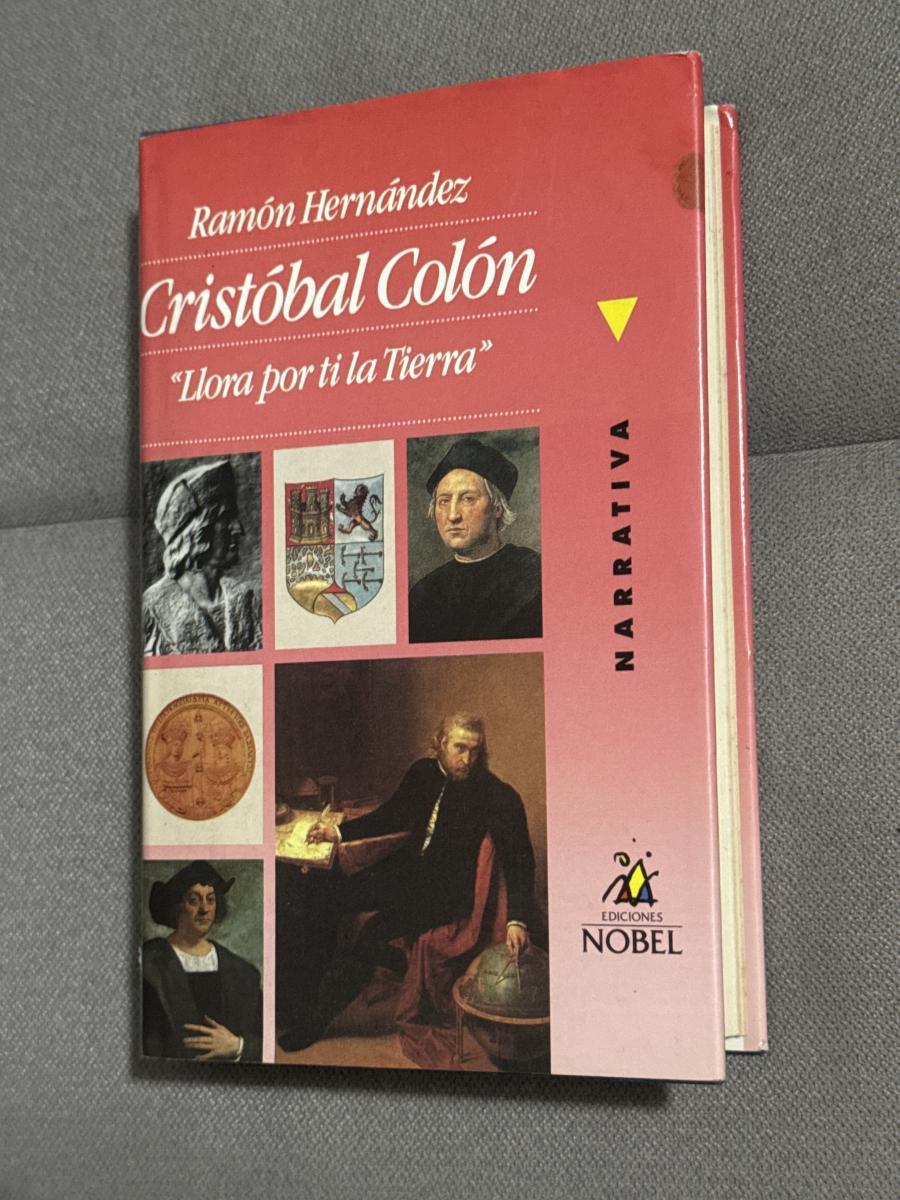 Ramón Hernández
Cristóbal Colón
“Llora por ti la Tierra”
NARRATIVA
EDICIONES
NOBEL